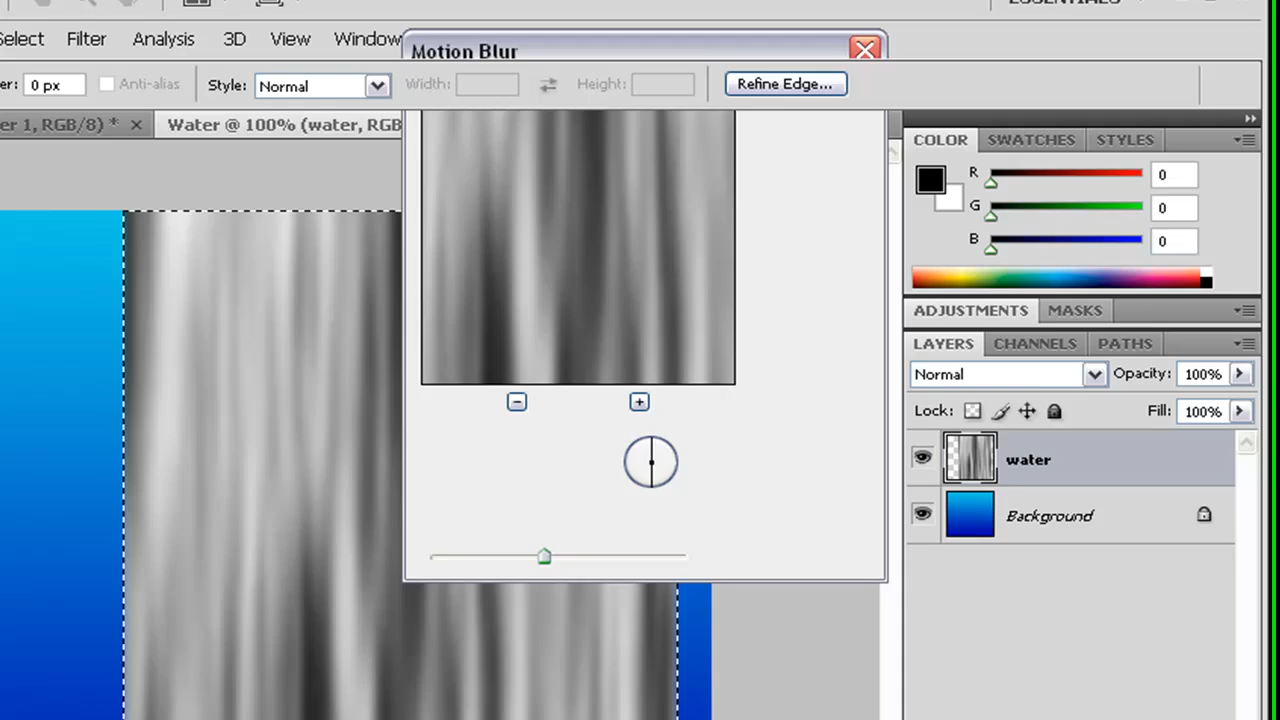 ESSENTIALS
Select Filter Analysis 3D View Window
Motion Blur
er: 0 px Anti-alias Style: Normal Width: Height: Refine Edge...
er 1, RGB/8) * Water @ 100% (water, RGB
COLOR SWATCHES STYLES
R 0
G 0
B 0
ADJUSTMENTS MASKS
LAYERS CHANNELS PATHS
Normal Opacity: 100%
Lock: Fill: 100%
water
Background